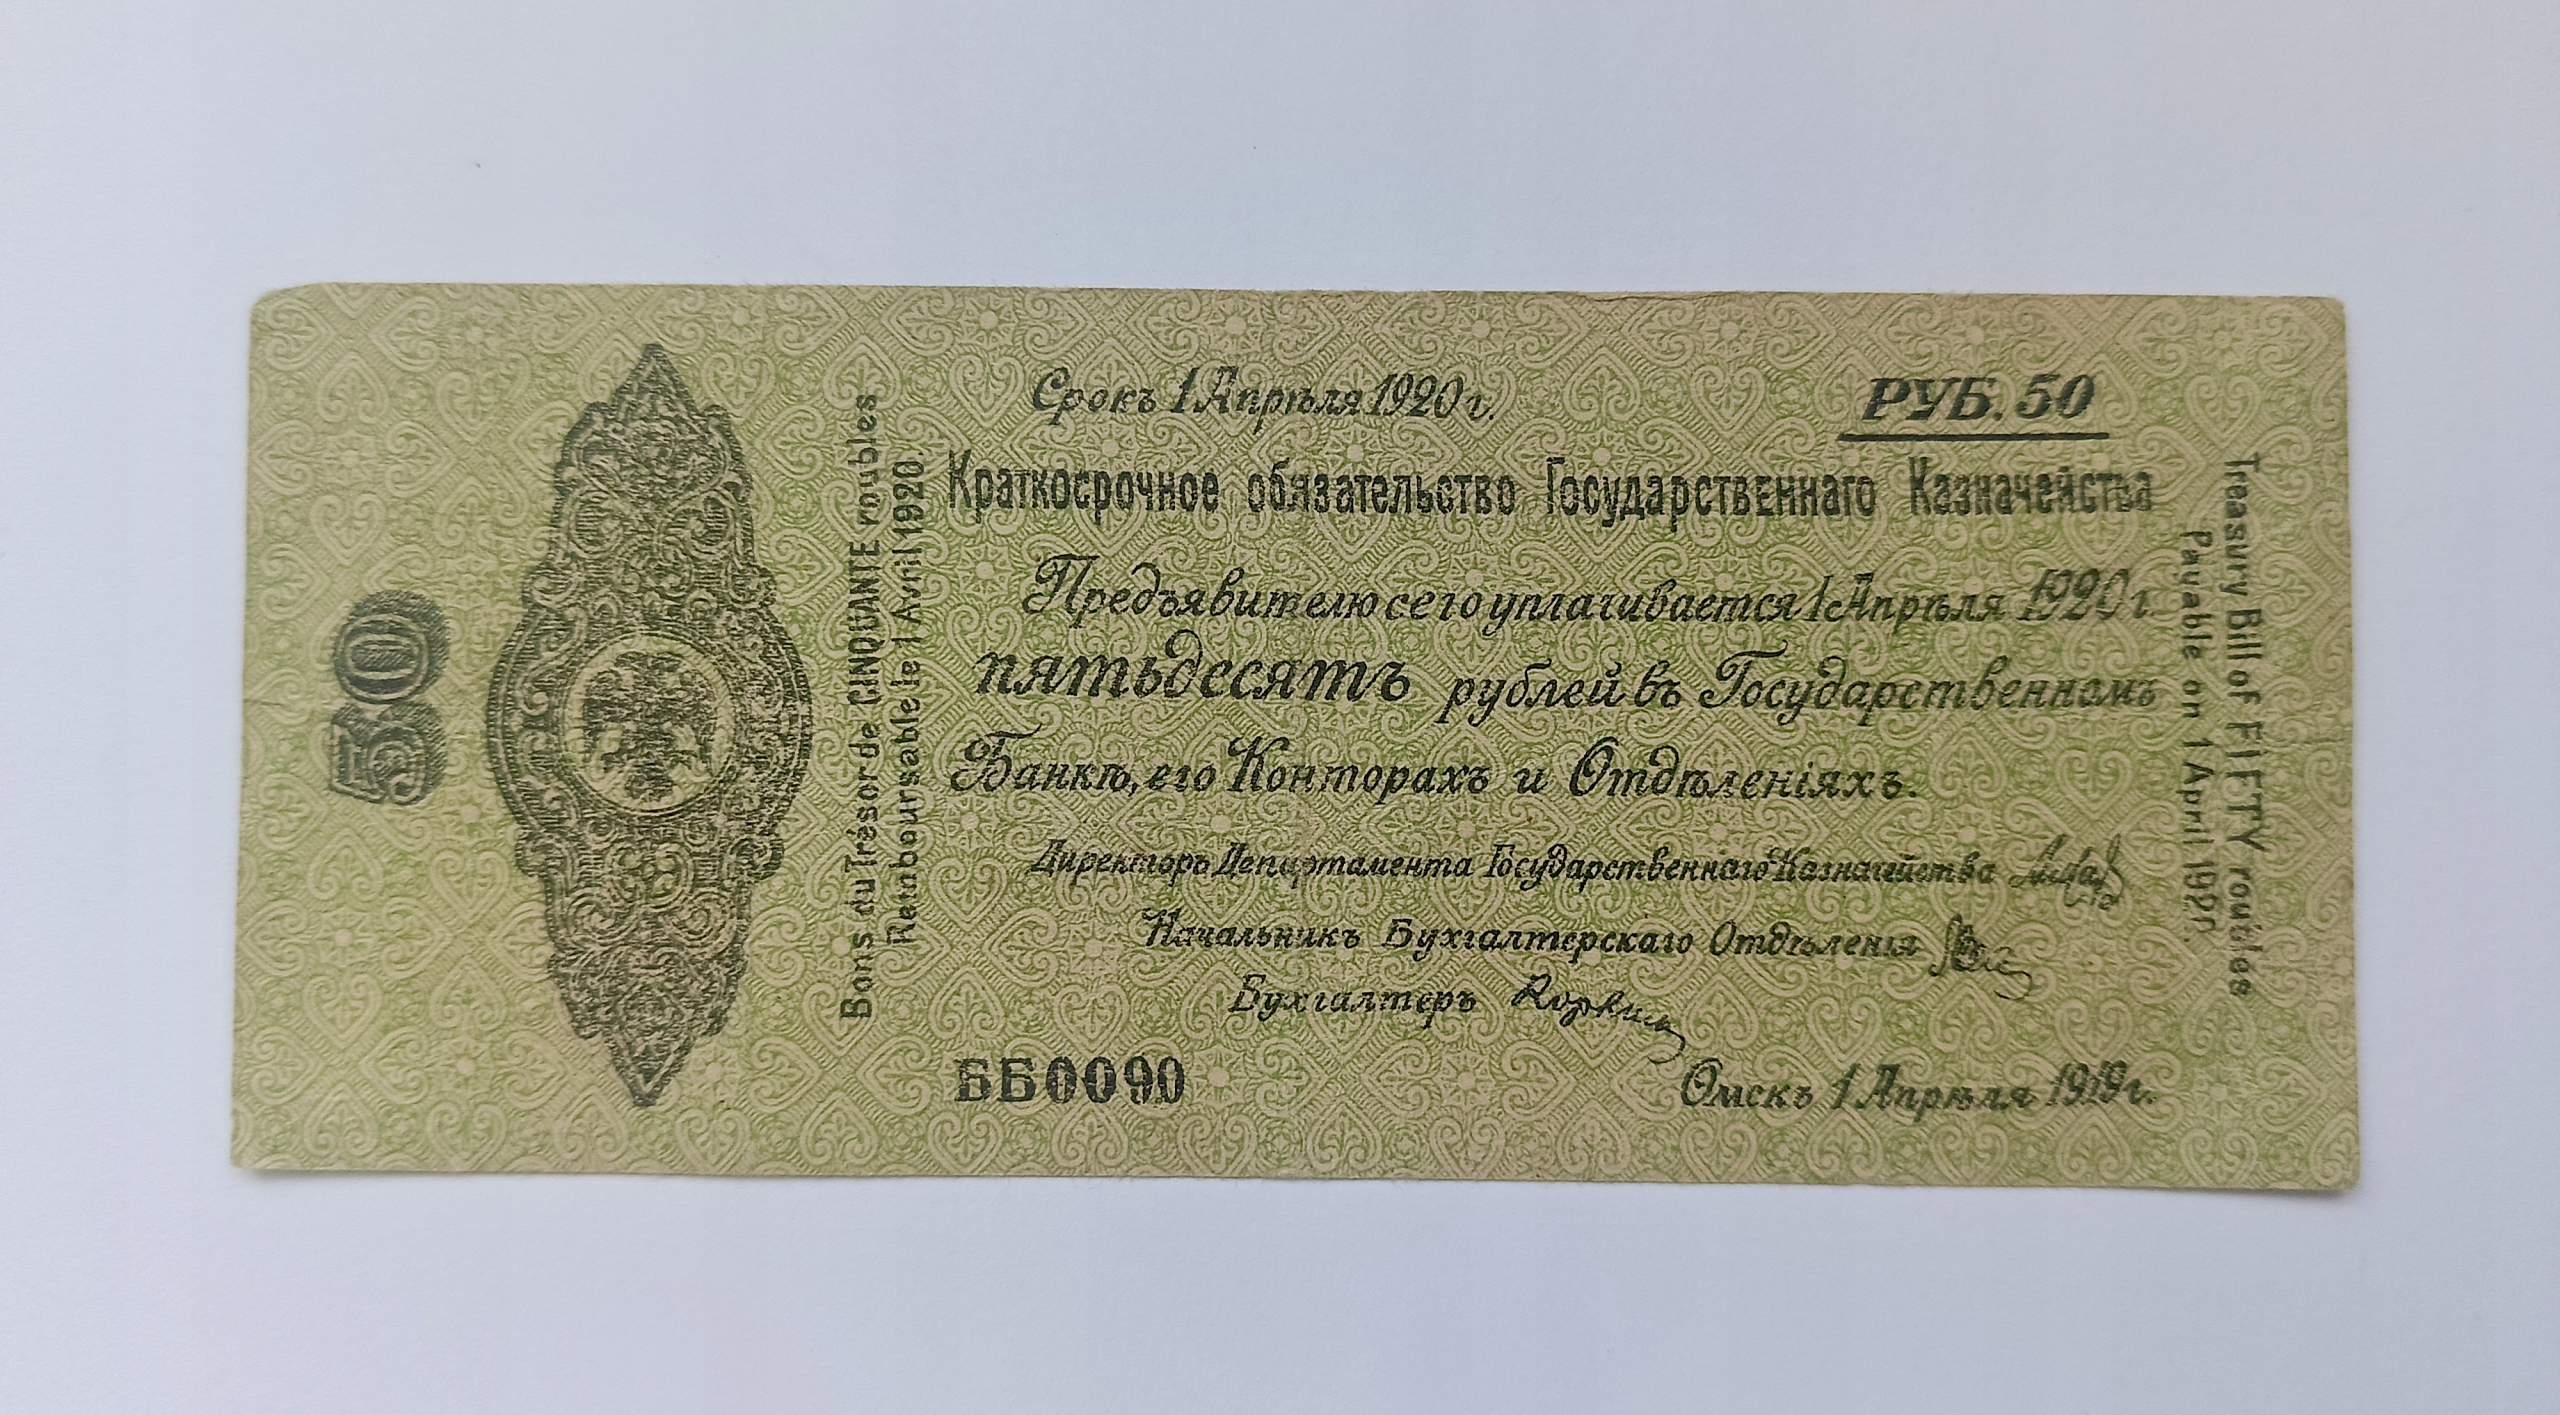 50
Bons du Trésor de CINQUANTE roubles
Remboursable le 1 Avril 1920.
Срокъ 1 Апрѣля 1920 г.
РУБ. 50
Краткосрочное обязательство Государственнаго Казначейства
Предъявителю сего уплачивается 1 Апрѣля 1920 г.
пятьдесятъ рублей въ Государственномъ
Банкѣ, его Конторахъ и Отдѣленіяхъ.
Директоръ Департамента Государственнаго Казначейства
Начальникъ Бухгалтерскаго Отдѣленія
Бухгалтеръ
ББ0090
Омскъ 1 Апрѣля 1919 г.
Treasury Bill of FIFTY roubles
Payable on 1 April 1920